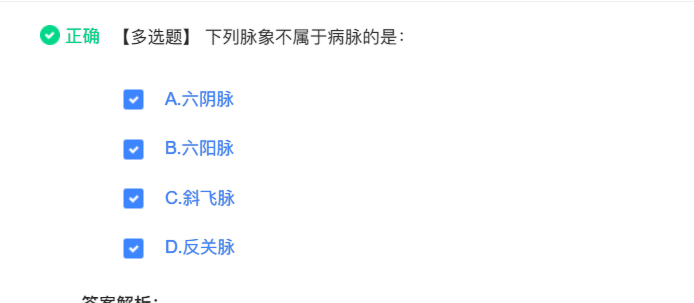 正确 【多选题】 下列脉象不属于病脉的是：
A.六阴脉
B.六阳脉
C.斜飞脉
D.反关脉
答案解析：